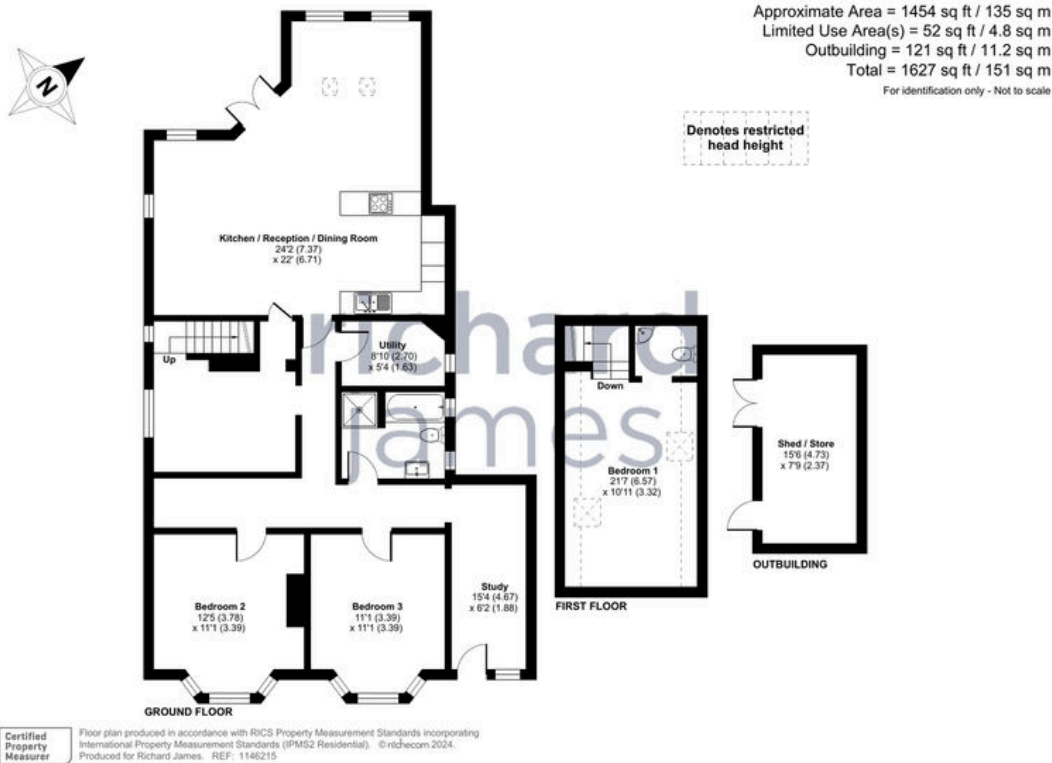 Approximate Area = 1454 sq ft / 135 sq m
Limited Use Area(s) = 52 sq ft / 4.8 sq m
Outbuilding = 121 sq ft / 11.2 sq m
Total = 1627 sq ft / 151 sq m
For identification only - Not to scale
N
Denotes restricted
head height
Kitchen / Reception / Dining Room
24'2 (7.37)
x 22' (6.71)
richard
james
Up
Utility
8'10 (2.70)
x 5'4 (1.63)
Down
Bedroom 1
21'7 (6.57)
x 10'11 (3.32)
Shed / Store
15'6 (4.73)
x 7'9 (2.37)
OUTBUILDING
Bedroom 2
12'5 (3.78)
x 11'1 (3.39)
Bedroom 3
11'1 (3.39)
x 11'1 (3.39)
Study
15'4 (4.67)
x 6'2 (1.88)
FIRST FLOOR
GROUND FLOOR
Certified
Property
Measurer
Floor plan produced in accordance with RICS Property Measurement Standards incorporating
International Property Measurement Standards (IPMS2 Residential). © nichecom 2024.
Produced for Richard James. REF: 1146215